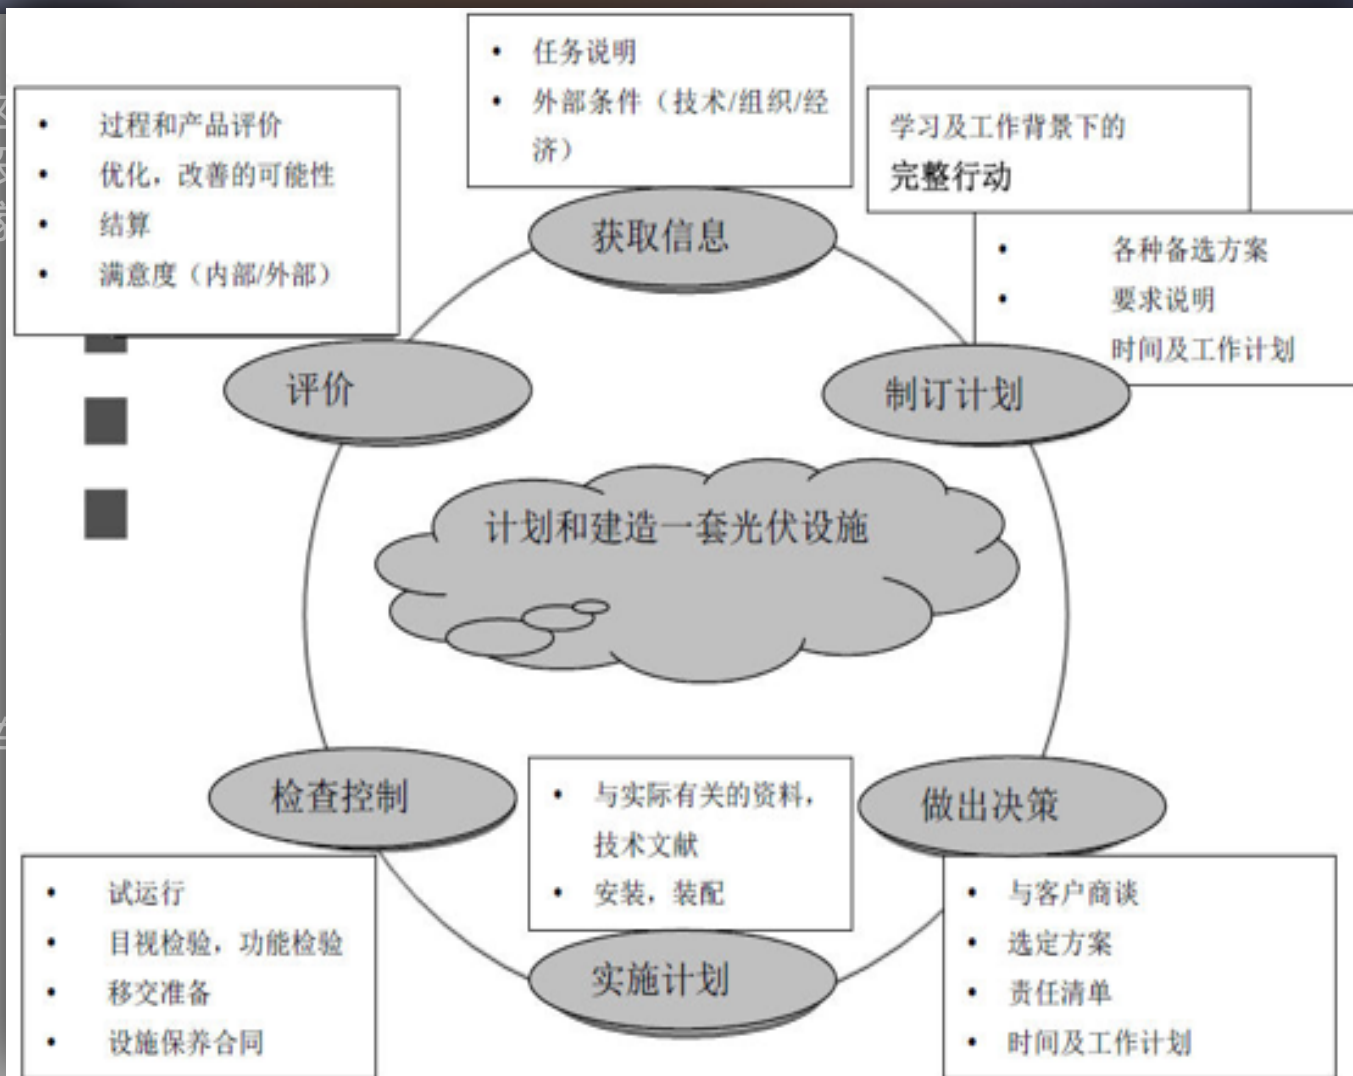 • 任务说明
• 外部条件（技术/组织/经
济）
• 过程和产品评价
• 优化，改善的可能性
• 结算
• 满意度（内部/外部）
学习及工作背景下的
完整行动
• 各种备选方案
• 要求说明
时间及工作计划
获取信息
评价
制订计划
计划和建造一套光伏设施
检查控制
做出决策
• 与实际有关的资料，
技术文献
• 安装，装配
实施计划
• 试运行
• 目视检验，功能检验
• 移交准备
• 设施保养合同
• 与客户商谈
• 选定方案
• 责任清单
• 时间及工作计划